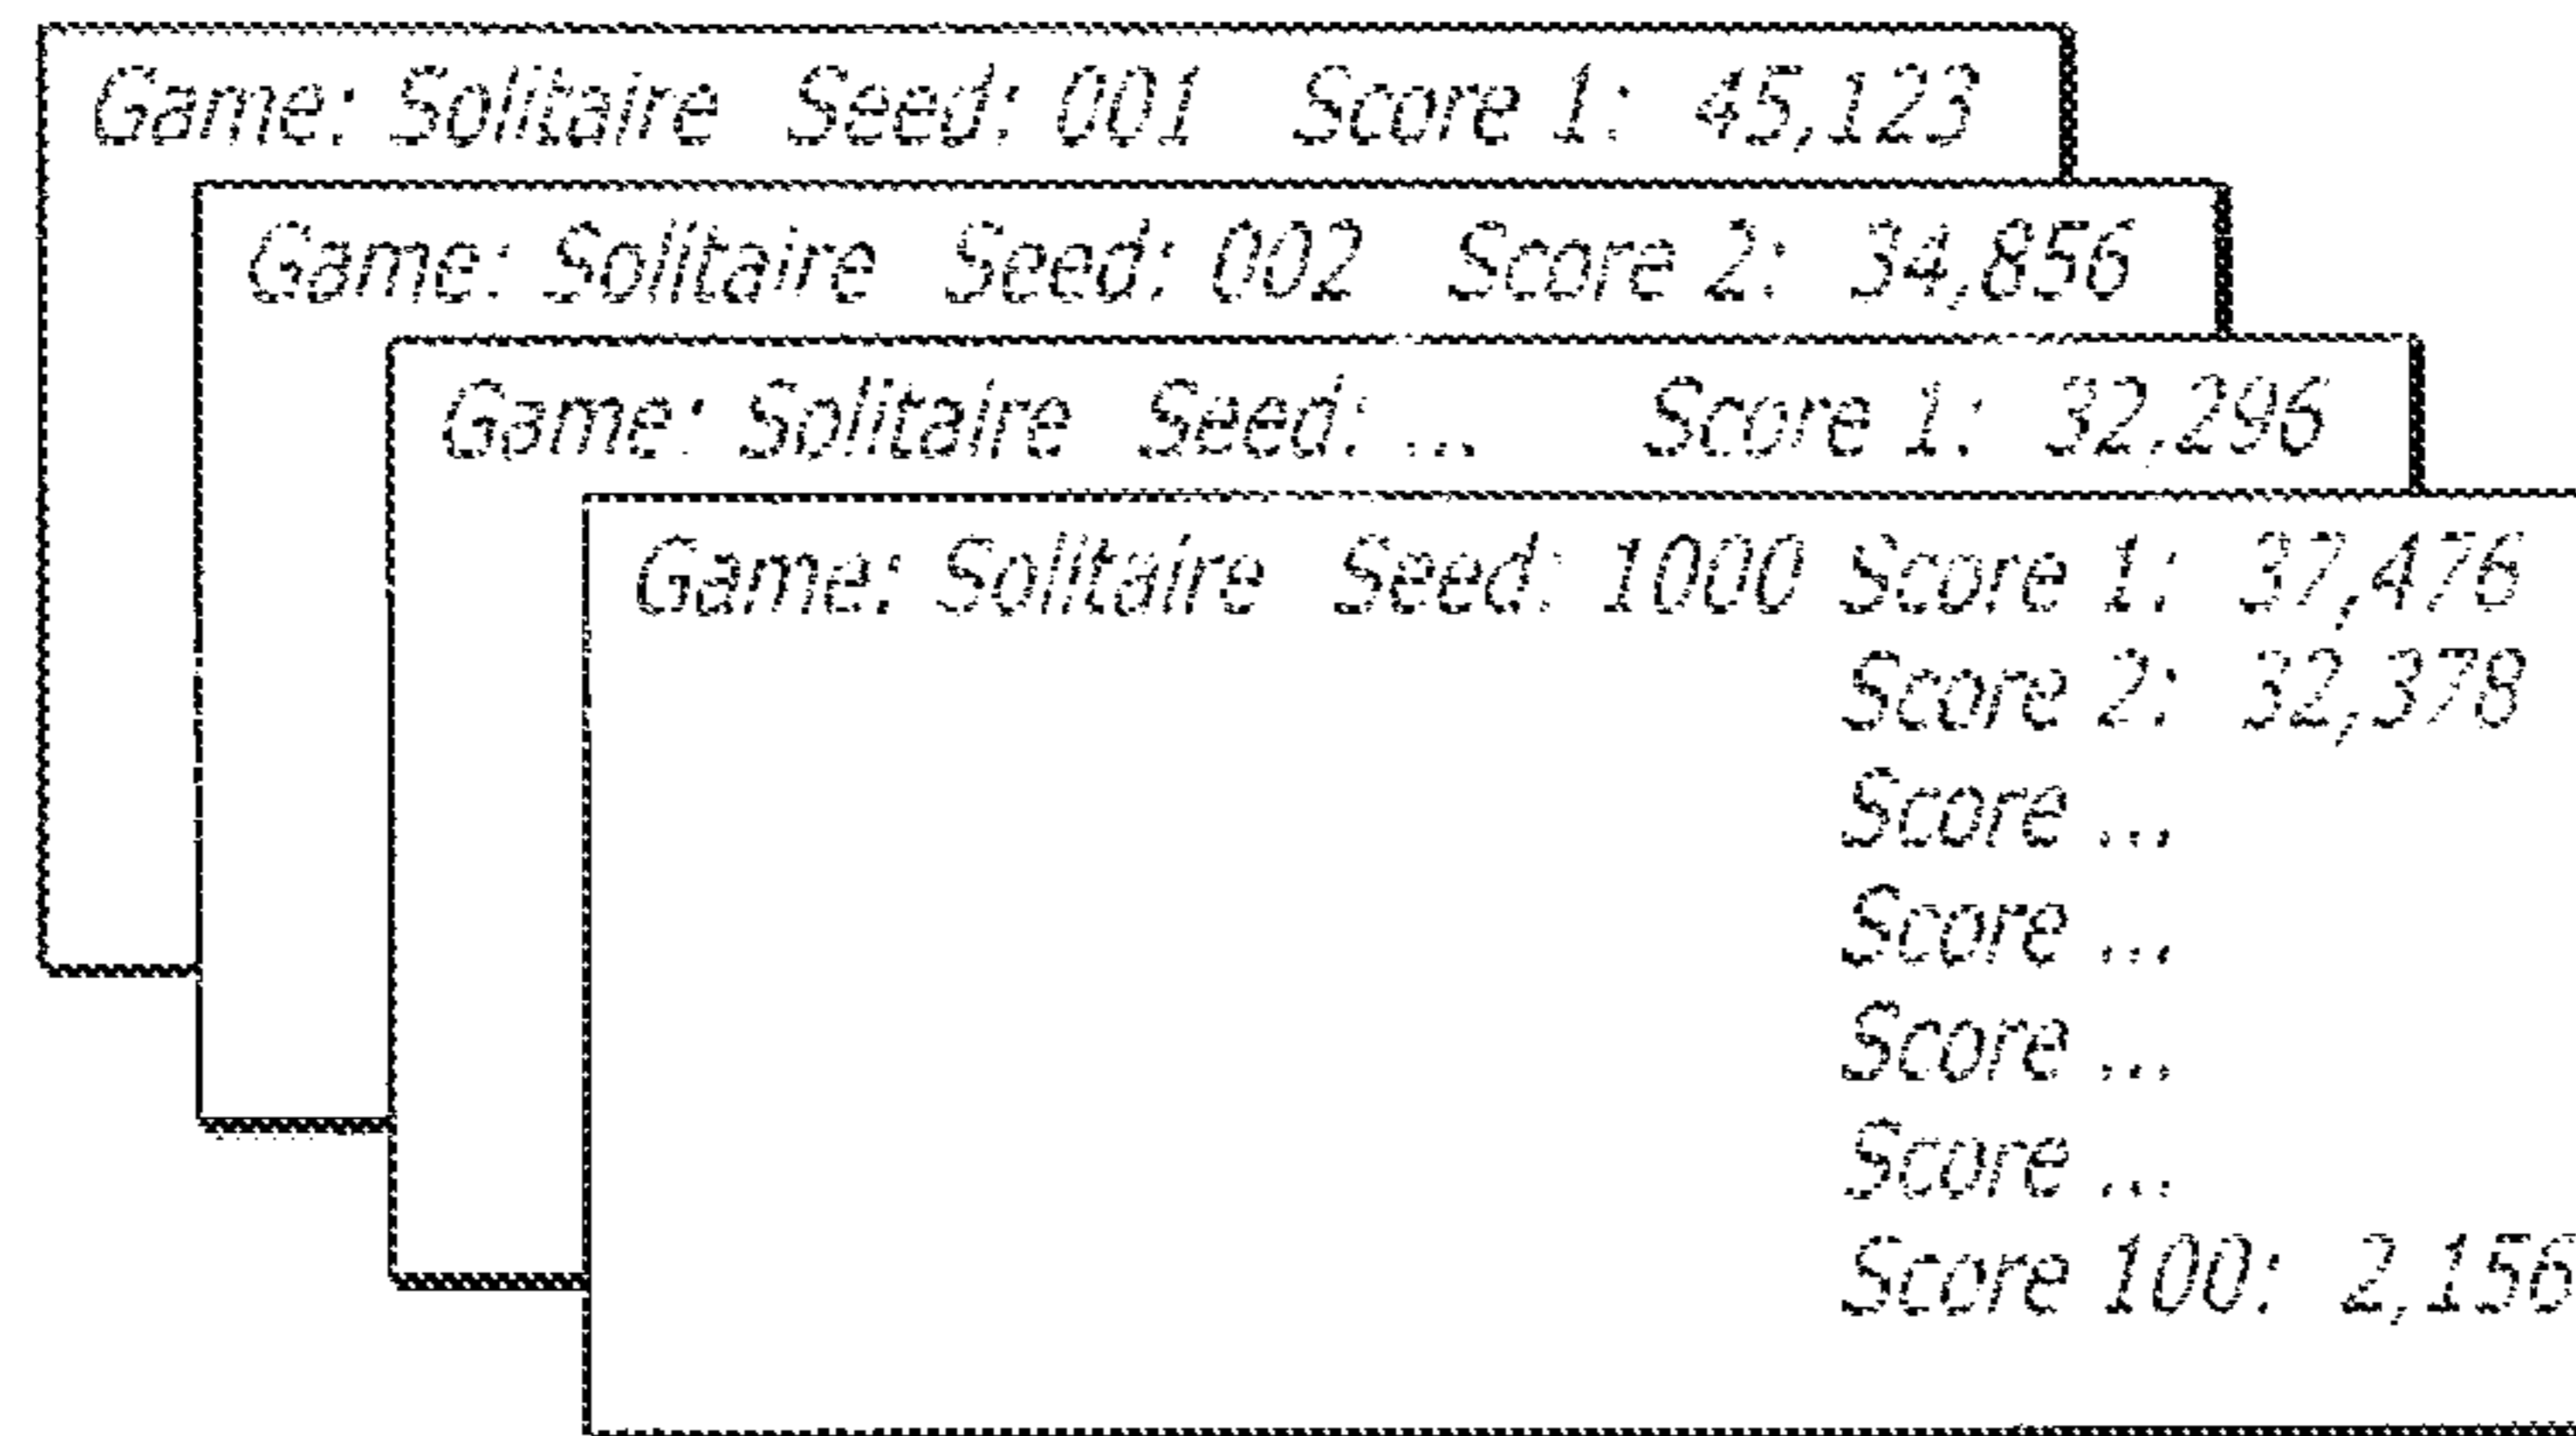 Game: Solitaire Seed: 001 Score 1: 45,123
Game: Solitaire Seed: 002 Score 2: 34,856
Game: Solitaire Seed: ... Score 1: 32,296
Game: Solitaire Seed: 1000 Score 1: 37,476
Score 2: 32,378
Score ...
Score ...
Score ...
Score ...
Score 100: 2,156